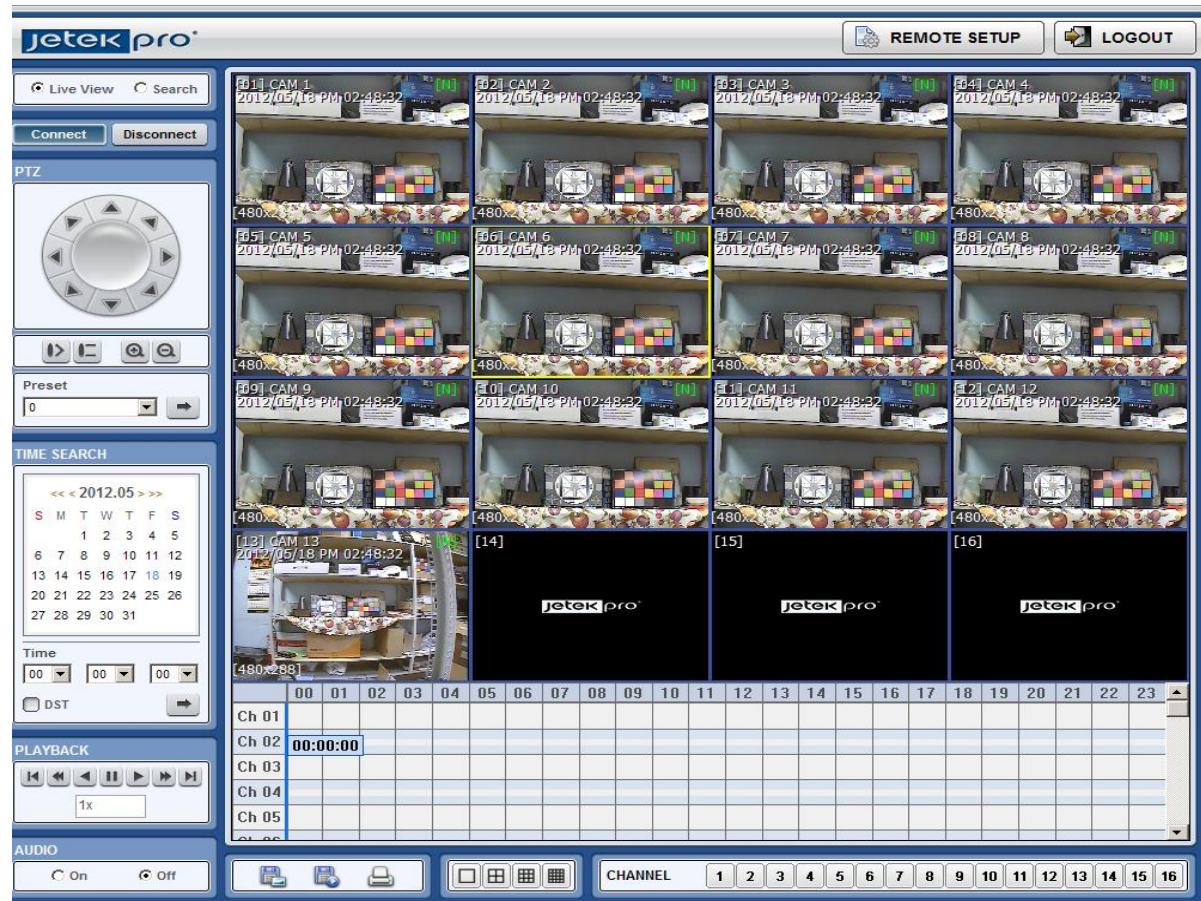 Jetek pro
REMOTE SETUP
LOGOUT
Live View Search
Connect Disconnect
PTZ
Preset
0
TIME SEARCH
<< < 2012.05 > >>
S M T W T F S
1 2 3 4 5
6 7 8 9 10 11 12
13 14 15 16 17 18 19
20 21 22 23 24 25 26
27 28 29 30 31
Time
00 00 00
DST
PLAYBACK
1x
AUDIO
On Off
[01] CAM 1 [N]
2012/05/18 PM 02:48:32
[02] CAM 2 [N]
2012/05/18 PM 02:48:32
[03] CAM 3 [N]
2012/05/18 PM 02:48:32
[04] CAM 4 [N]
2012/05/18 PM 02:48:32
[05] CAM 5 [N]
2012/05/18 PM 02:48:32
[06] CAM 6 [N]
2012/05/18 PM 02:48:32
[07] CAM 7 [N]
2012/05/18 PM 02:48:32
[08] CAM 8 [N]
2012/05/18 PM 02:48:32
[09] CAM 9 [N]
2012/05/18 PM 02:48:32
[10] CAM 10 [N]
2012/05/18 PM 02:48:32
[11] CAM 11 [N]
2012/05/18 PM 02:48:32
[12] CAM 12 [N]
2012/05/18 PM 02:48:32
[13] CAM 13 [N]
2012/05/18 PM 02:48:32
[480x288]
[14]
Jetek pro
[15]
Jetek pro
[16]
Jetek pro
00 01 02 03 04 05 06 07 08 09 10 11 12 13 14 15 16 17 18 19 20 21 22 23
Ch 01
Ch 02 00:00:00
Ch 03
Ch 04
Ch 05
CHANNEL 1 2 3 4 5 6 7 8 9 10 11 12 13 14 15 16